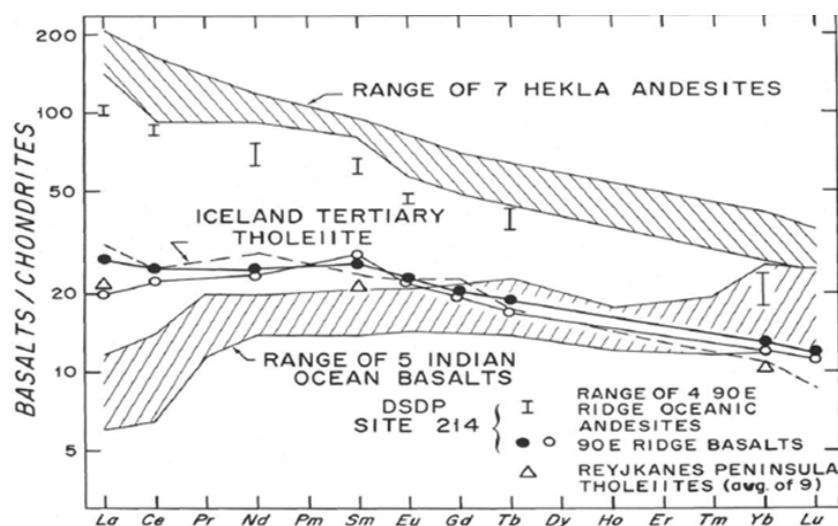 200
100
50
20
10
5
BASALTS/CHONDRITES
RANGE OF 7 HEKLA ANDESITES
ICELAND TERTIARY
THOLEIITE
RANGE OF 5 INDIAN
OCEAN BASALTS
DSDP
SITE 214
RANGE OF 4 90E
RIDGE OCEANIC
ANDESITES
90E RIDGE BASALTS
REYJKANES PENINSULA
THOLEIITES (avg. of 9)
La Ce Pr Nd Pm Sm Eu Gd Tb Dy Ho Er Tm Yb Lu